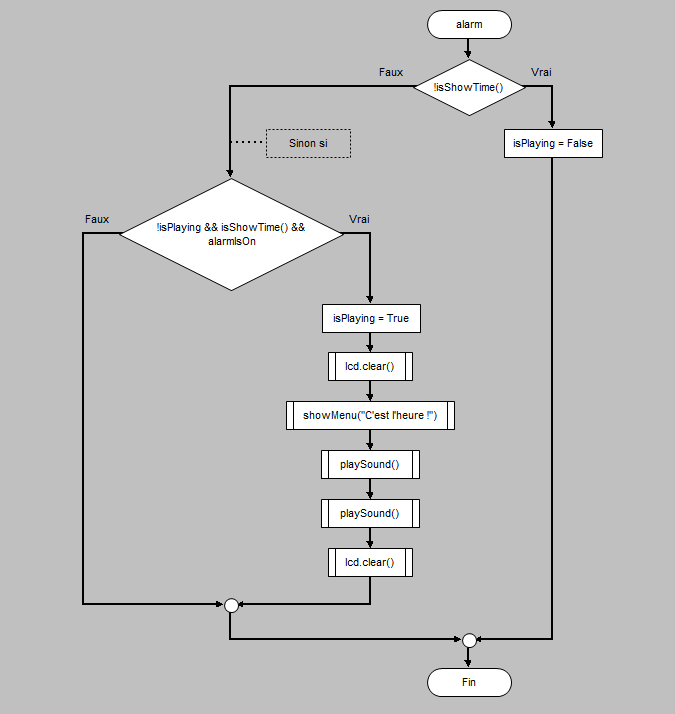 alarm
Faux
Vrai
!isShowTime()
isPlaying = False
Sinon si
Faux
Vrai
!isPlaying && isShowTime() &&
alarmIsOn
isPlaying = True
lcd.clear()
showMenu("C'est l'heure !")
playSound()
playSound()
lcd.clear()
Fin